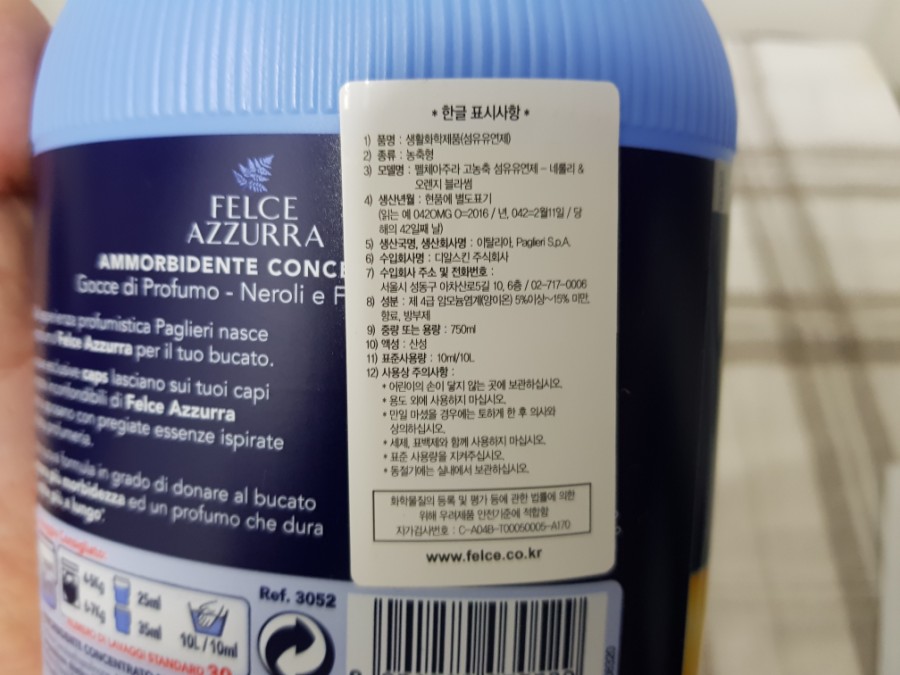 FELCE
AZZURRA
AMMORBIDENTE CONCE
Gocce di Profumo - Neroli e F
profumistica Paglieri nasce
Felce Azzurra per il tuo bucato.
exclusive caps lasciano sui tuoi capi
inconfondibili di Felce Azzurra
con pregiate essenze ispirate
profumeria.
formula in grado di donare al bucato
morbidezza ed un profumo che dura
a lungo*.
4-5Kg
25ml
6-7Kg
35ml
10L / 10ml
NUMERO DI LAVAGGI STANDARD 30
CONCENTRATO
Ref. 3052
* 한글 표시사항 *
1) 품명 : 생활화학제품(섬유유연제)
2) 종류 : 농축형
3) 모델명 : 펠체아주라 고농축 섬유유연제 - 네롤리 &
오렌지 블라썸
4) 생산년월 : 현품에 별도표기
(읽는 예 042OMG O=2016 / 년, 042=2월11일 / 당
해의 42일째 날)
5) 생산국명, 생산회사명 : 이탈리아, Paglieri S.p.A.
6) 수입회사명 : 디알스킨 주식회사
7) 수입회사 주소 및 전화번호 :
서울시 성동구 아차산로5길 10, 6층 / 02-717-0006
8) 성분 : 제 4급 암모늄염계(양이온) 5%이상~15% 미만,
향료, 방부제
9) 중량 또는 용량 : 750ml
10) 액성 : 산성
11) 표준사용량 : 10ml/10L
12) 사용상 주의사항 :
* 어린이의 손이 닿지 않는 곳에 보관하십시오.
* 용도 외에 사용하지 마십시오.
* 만일 마셨을 경우에는 토하게 한 후 의사와
상의하십시오.
* 세제, 표백제와 함께 사용하지 마십시오.
* 표준 사용량을 지켜주십시오.
* 동절기에는 실내에서 보관하십시오.
화학물질의 등록 및 평가 등에 관한 법률에 의한
위해 우려제품 안전기준에 적합함
자가검사번호 : C-A04B-T00050005-A170
www.felce.co.kr